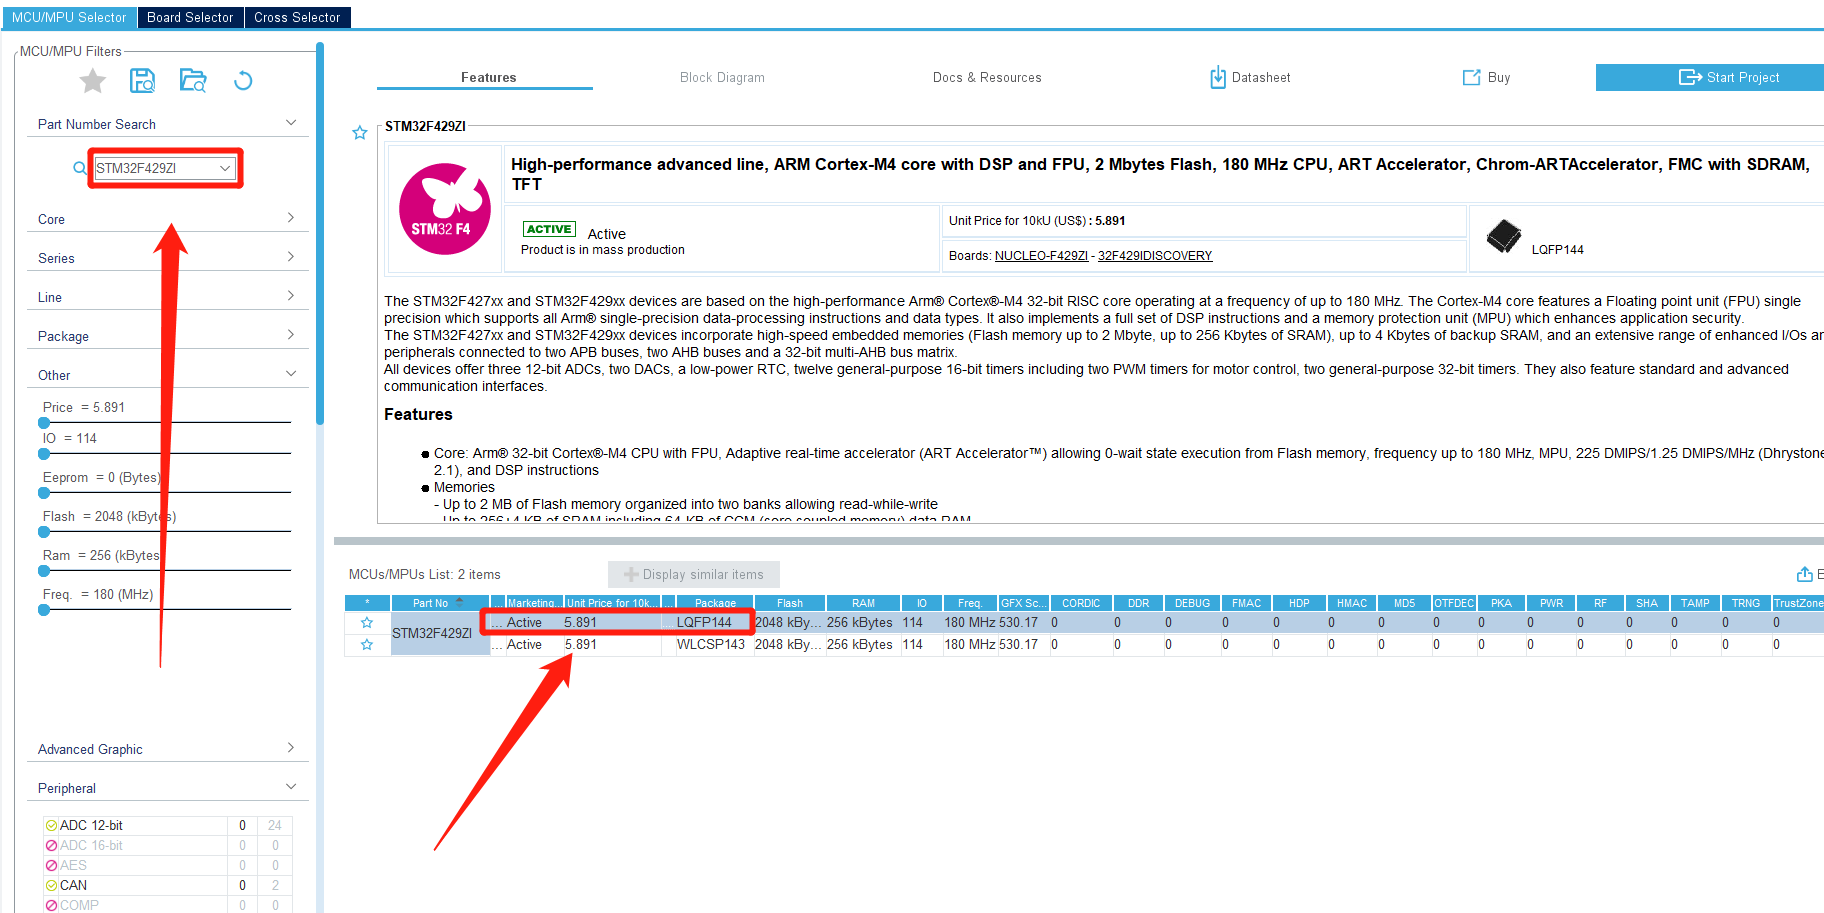 MCU/MPU Selector Board Selector Cross Selector
MCU/MPU Filters
Part Number Search
STM32F429ZI
Core
Series
Line
Package
Other
Price = 5.891
IO = 114
Eeprom = 0 (Bytes)
Flash = 2048 (kBytes)
Ram = 256 (kBytes
Freq. = 180 (MHz)
Advanced Graphic
Peripheral
ADC 12-bit 0 24
ADC 16-bit 0 0
AES 0 0
CAN 0 2
COMP 0 0
Features Block Diagram Docs & Resources Datasheet Buy Start Project
STM32F429ZI
STM32 F4
High-performance advanced line, ARM Cortex-M4 core with DSP and FPU, 2 Mbytes Flash, 180 MHz CPU, ART Accelerator, Chrom-ARTAccelerator, FMC with SDRAM,
TFT
ACTIVE Active
Product is in mass production
Unit Price for 10kU (US$) : 5.891
Boards: NUCLEO-F429ZI - 32F429IDISCOVERY
LQFP144
The STM32F427xx and STM32F429xx devices are based on the high-performance Arm® Cortex®-M4 32-bit RISC core operating at a frequency of up to 180 MHz. The Cortex-M4 core features a Floating point unit (FPU) single
precision which supports all Arm® single-precision data-processing instructions and data types. It also implements a full set of DSP instructions and a memory protection unit (MPU) which enhances application security.
The STM32F427xx and STM32F429xx devices incorporate high-speed embedded memories (Flash memory up to 2 Mbyte, up to 256 Kbytes of SRAM), up to 4 Kbytes of backup SRAM, and an extensive range of enhanced I/Os ar
peripherals connected to two APB buses, two AHB buses and a 32-bit multi-AHB bus matrix.
All devices offer three 12-bit ADCs, two DACs, a low-power RTC, twelve general-purpose 16-bit timers including two PWM timers for motor control, two general-purpose 32-bit timers. They also feature standard and advanced
communication interfaces.
Features
● Core: Arm® 32-bit Cortex®-M4 CPU with FPU, Adaptive real-time accelerator (ART Accelerator™) allowing 0-wait state execution from Flash memory, frequency up to 180 MHz, MPU, 225 DMIPS/1.25 DMIPS/MHz (Dhrystone
2.1), and DSP instructions
● Memories
- Up to 2 MB of Flash memory organized into two banks allowing read-while-write
- Up to 256+4 KB of SRAM including 64-KB of CCM (core coupled memory) data RAM
MCUs/MPUs List: 2 items Display similar items E
* Part No ... Marketing... Unit Price for 10k... ... Package Flash RAM IO Freq. GFX Sc... CORDIC DDR DEBUG FMAC HDP HMAC MD5 OTFDEC PKA PWR RF SHA TAMP TRNG TrustZone
STM32F429ZI ... Active 5.891 ... LQFP144 2048 kBy... 256 kBytes 114 180 MHz 530.17 0 0 0 0 0 0 0 0 0 0 0 0 0 0 0
... Active 5.891 WLCSP143 2048 kBy... 256 kBytes 114 180 MHz 530.17 0 0 0 0 0 0 0 0 0 0 0 0 0 0 0